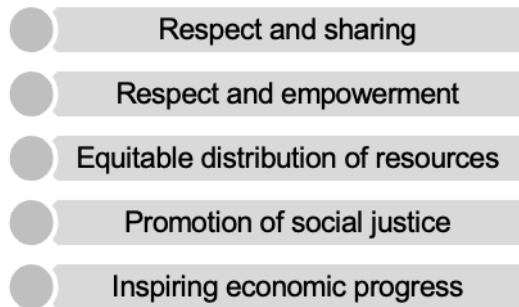 Respect and sharing
Respect and empowerment
Equitable distribution of resources
Promotion of social justice
Inspiring economic progress